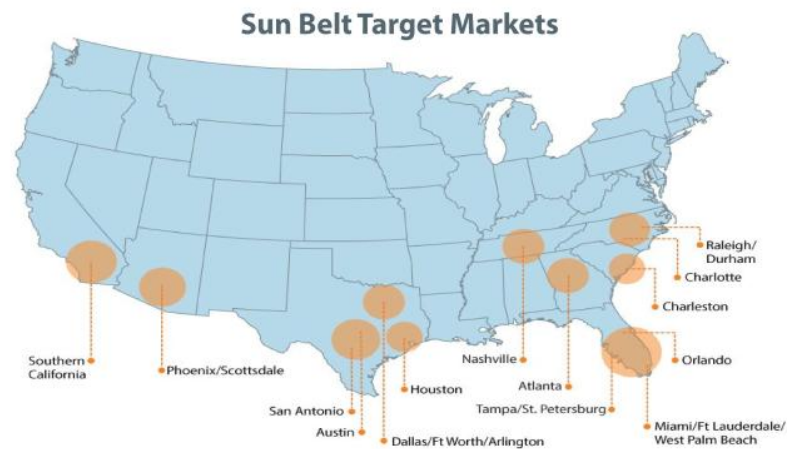 Sun Belt Target Markets
Raleigh/
Durham
Charlotte
Charleston
Southern
California
Phoenix/Scottsdale
Nashville
Orlando
Houston
Atlanta
San Antonio
Tampa/St. Petersburg
Austin
Miami/Ft Lauderdale/
West Palm Beach
Dallas/Ft Worth/Arlington